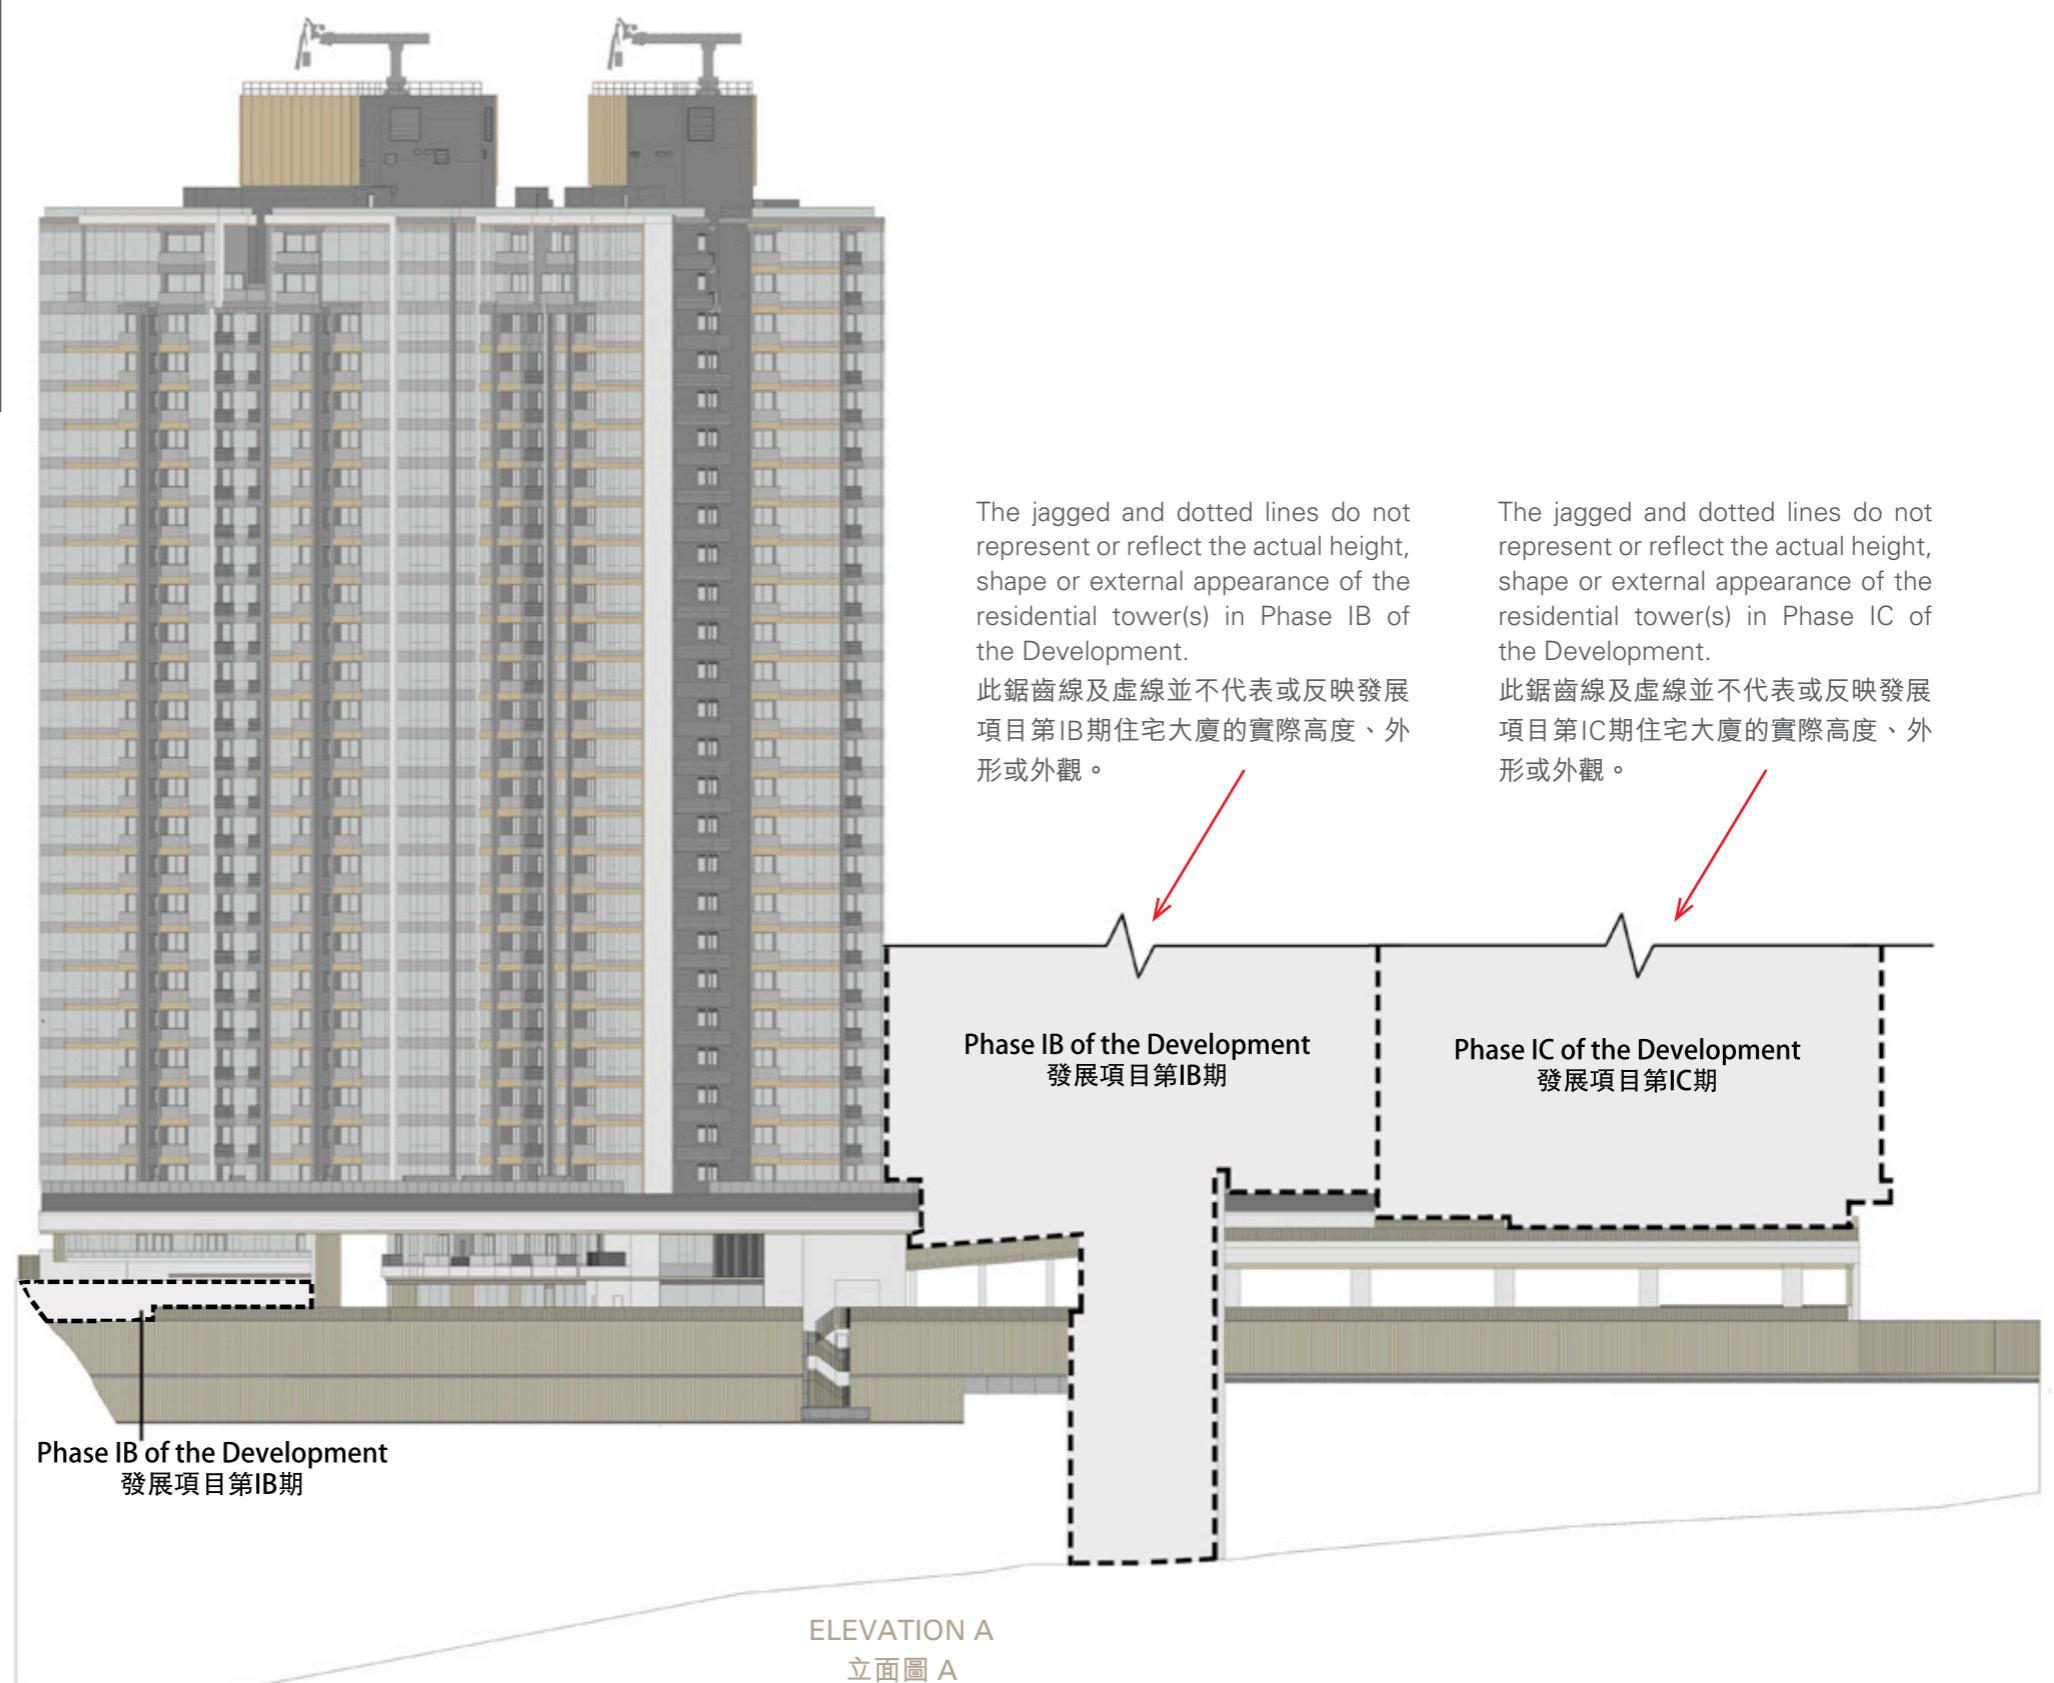 The jagged and dotted lines do not
represent or reflect the actual height,
shape or external appearance of the
residential tower(s) in Phase IB of
the Development.
此鋸齒線及虛線並不代表或反映發展
項目第IB期住宅大廈的實際高度、外
形或外觀。
The jagged and dotted lines do not
represent or reflect the actual height,
shape or external appearance of the
residential tower(s) in Phase IC of
the Development.
此鋸齒線及虛線並不代表或反映發展
項目第IC期住宅大廈的實際高度、外
形或外觀。
Phase IB of the Development
發展項目第IB期
Phase IC of the Development
發展項目第IC期
Phase IB of the Development
發展項目第IB期
ELEVATION A
立面圖 A